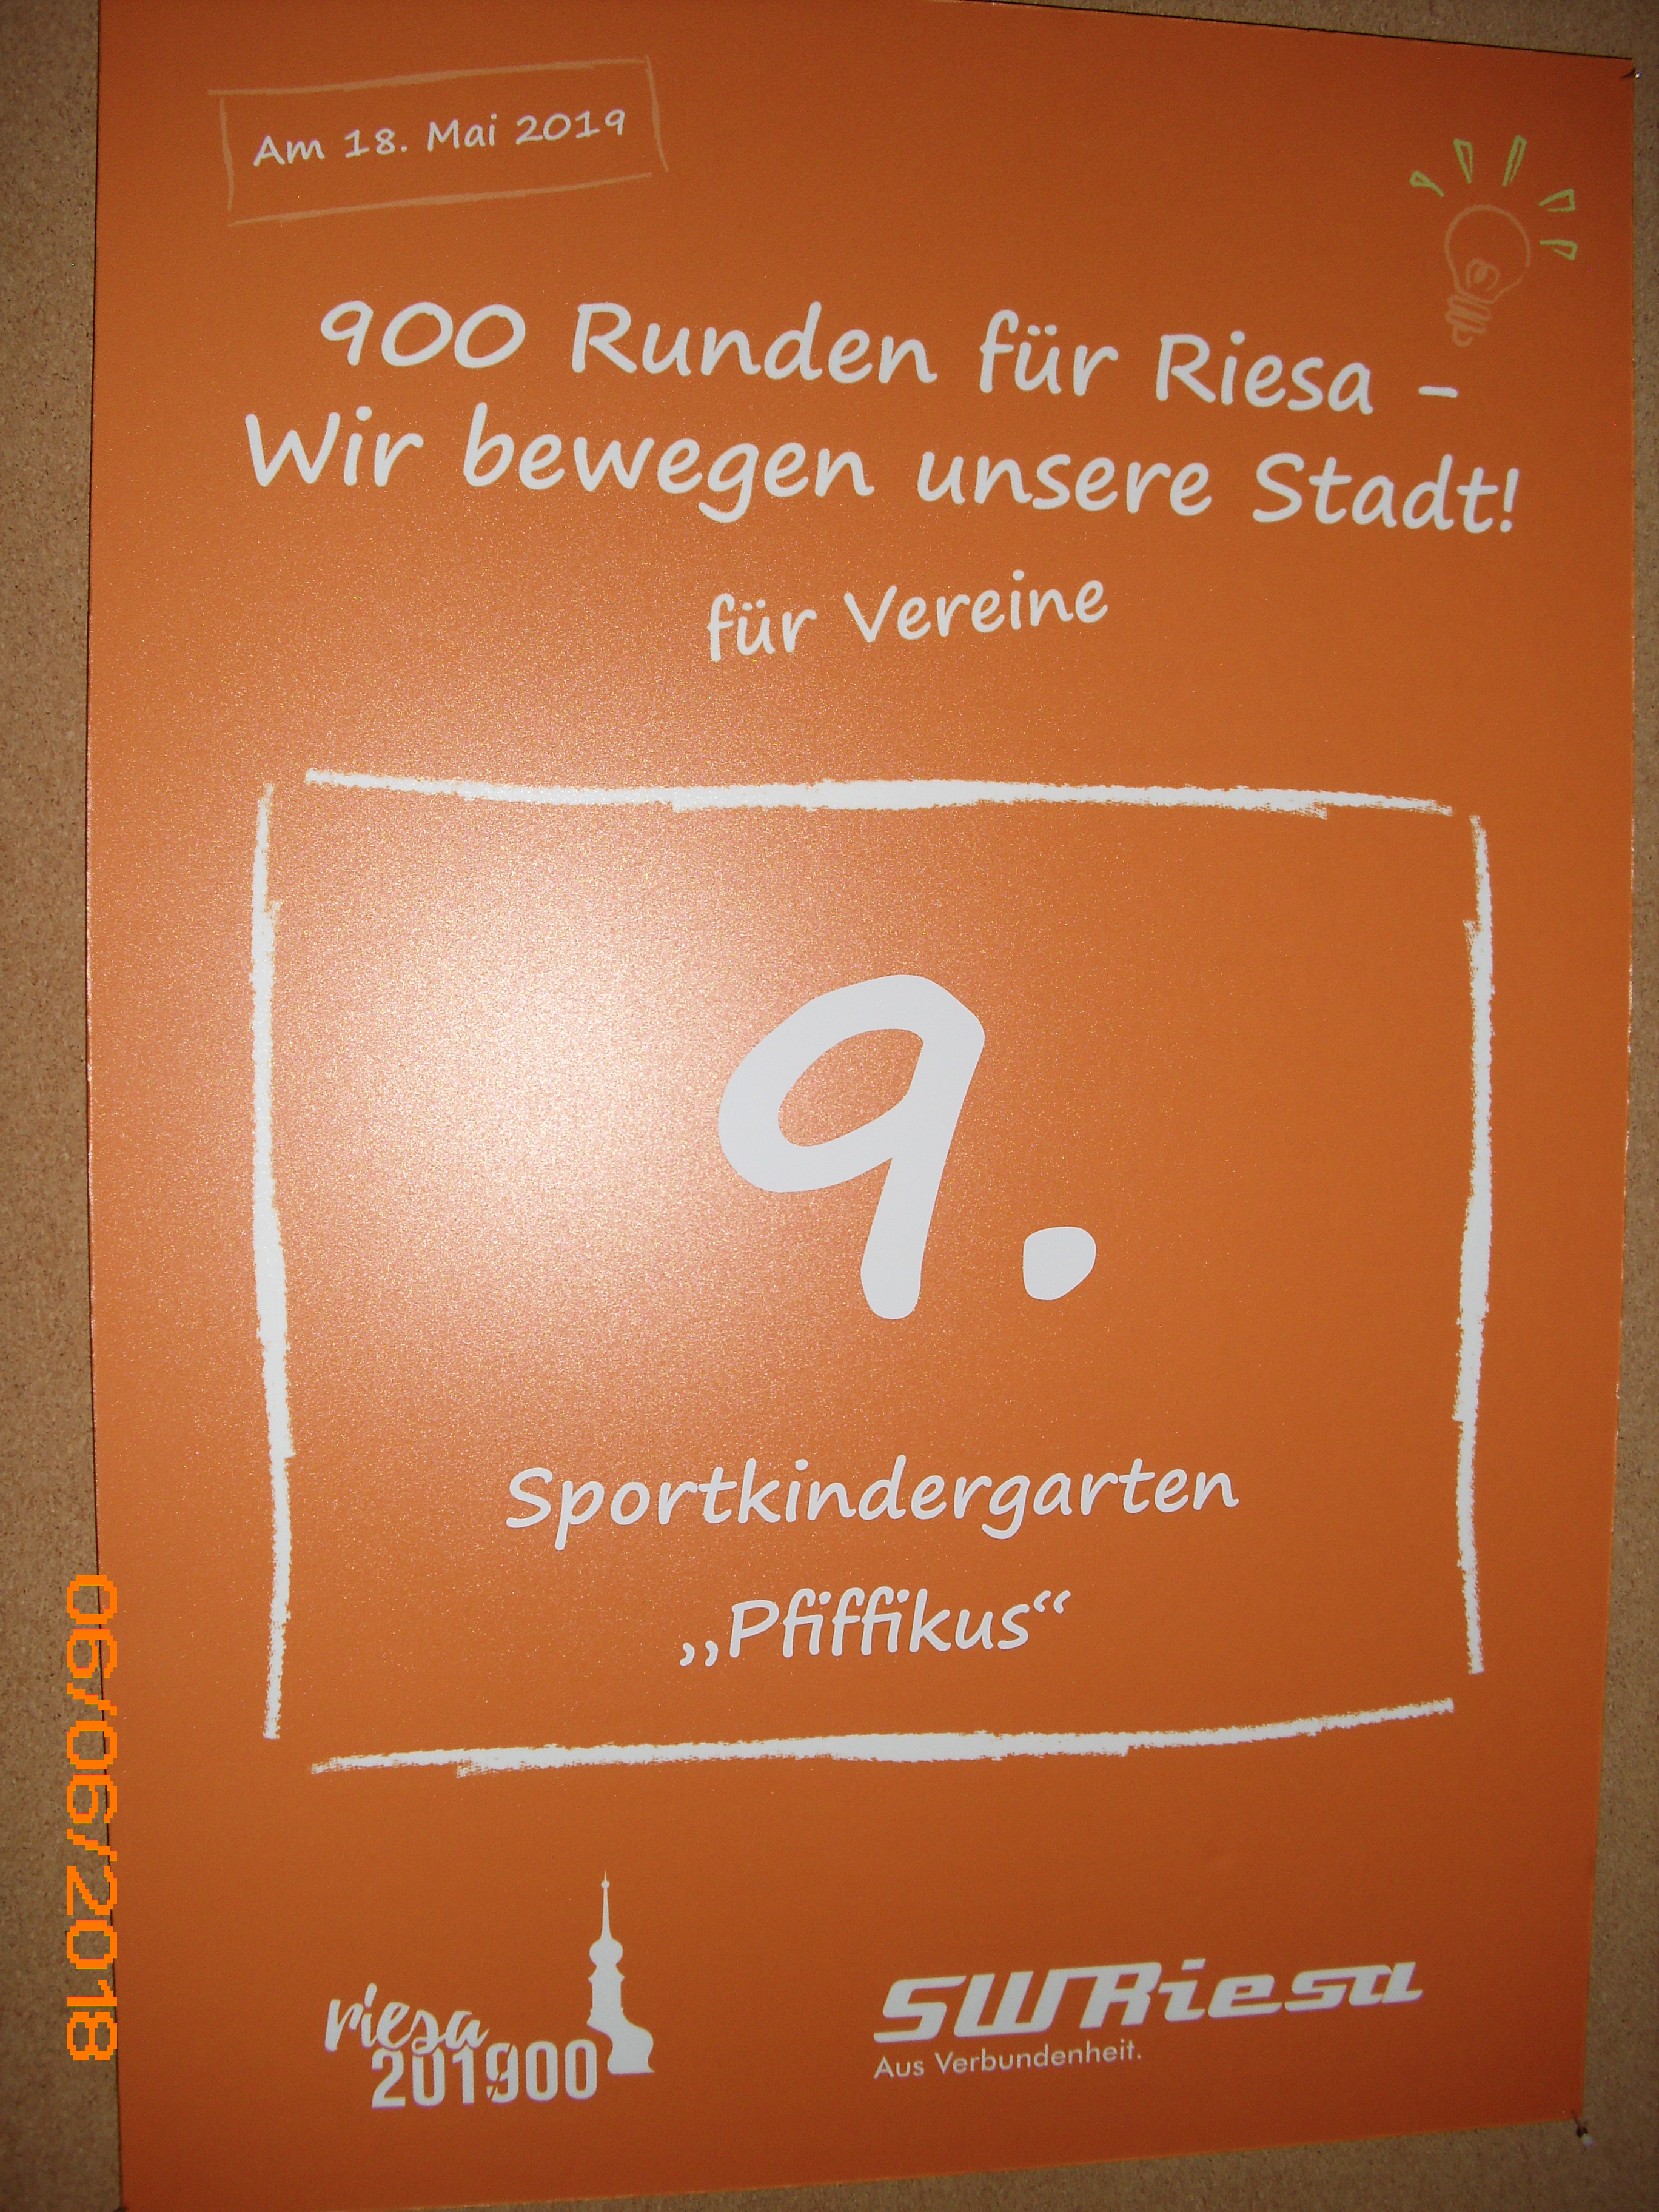 Am 18. Mai 2019
900 Runden für Riesa -
Wir bewegen unsere Stadt!
für Vereine
9.
Sportkindergarten
„Pfiffikus“
riesa
201900
SWRiesa
Aus Verbundenheit.
06/06/2018